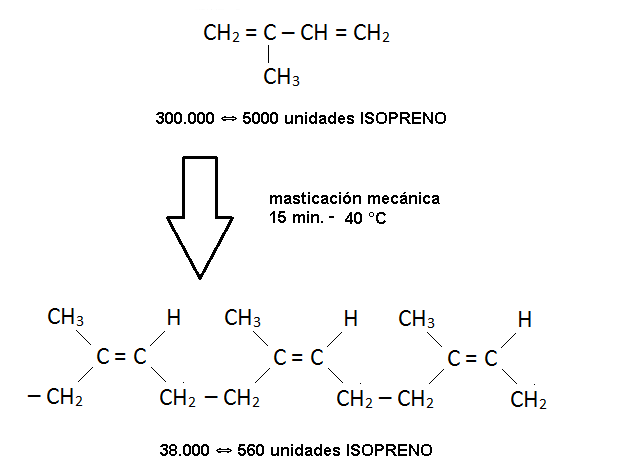 CH₂ = C – CH = CH₂
CH₃
300.000 ⇔ 5000 unidades ISOPRENO
masticación mecánica
15 min. - 40 °C
CH₃ H CH₃ H CH₃ H
C = C C = C C = C
– CH₂ CH₂ – CH₂ CH₂ – CH₂ CH₂
38.000 ⇔ 560 unidades ISOPRENO